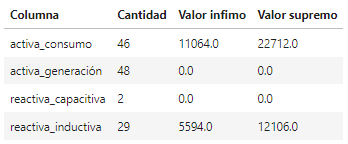 Columna Cantidad Valor infimo Valor supremo
activa_consumo 46 11064.0 22712.0
activa_generación 48 0.0 0.0
reactiva_capacitiva 2 0.0 0.0
reactiva_inductiva 29 5594.0 12106.0